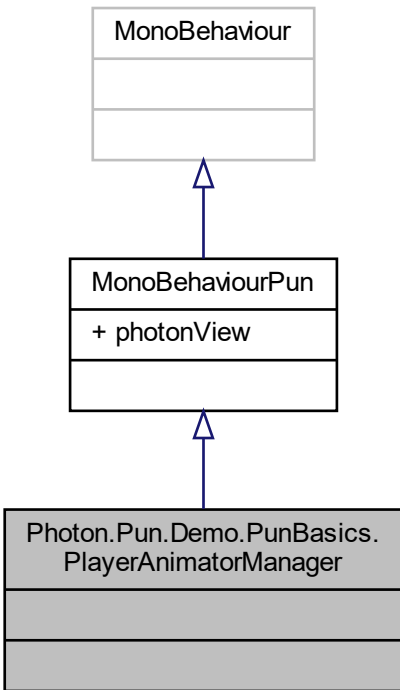 MonoBehaviour
MonoBehaviourPun
+ photonView
Photon.Pun.Demo.PunBasics.
PlayerAnimatorManager